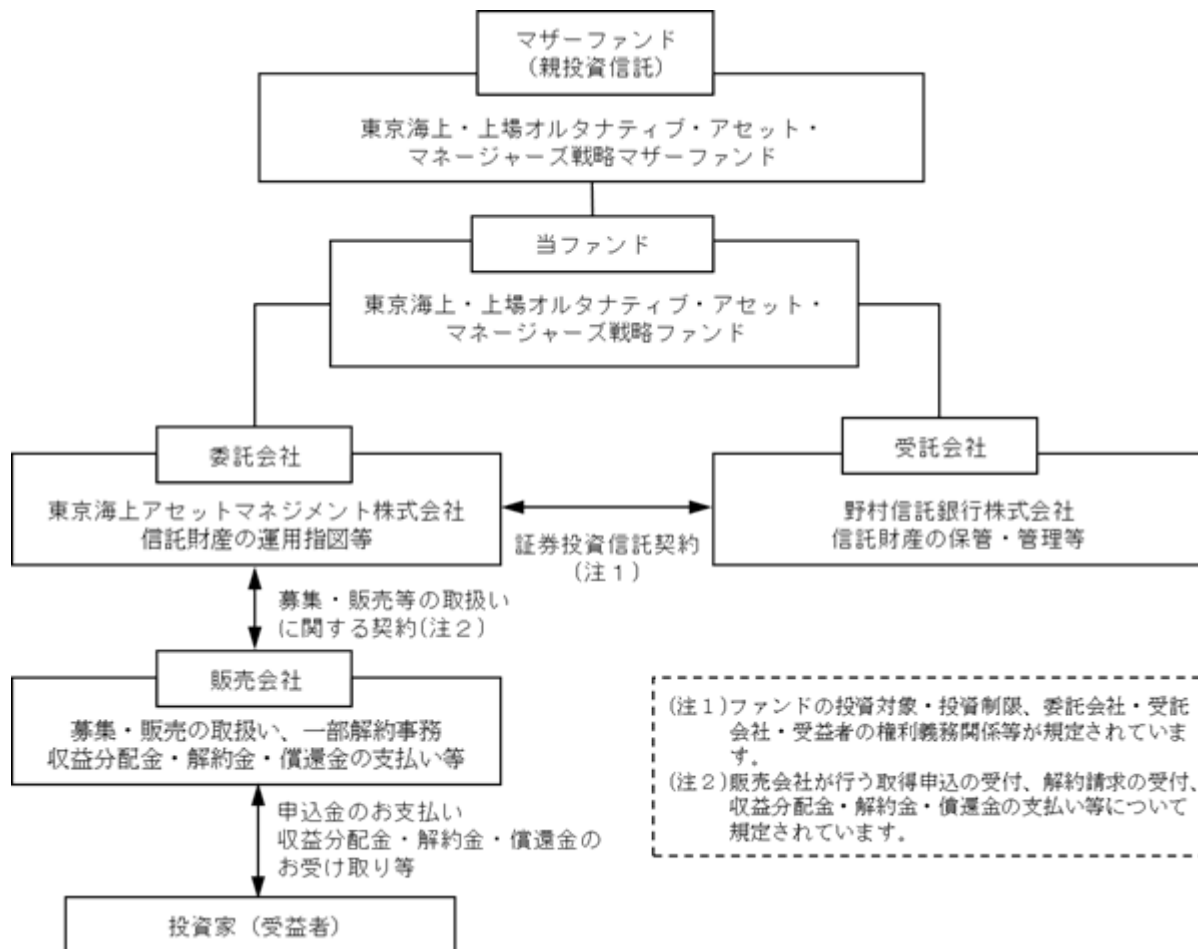 マザーファンド
(親投資信託)
東京海上・上場オルタナティブ・アセット・
マネージャーズ戦略マザーファンド
当ファンド
東京海上・上場オルタナティブ・アセット・
マネージャーズ戦略ファンド
委託会社
東京海上アセットマネジメント株式会社
信託財産の運用指図等
証券投資信託契約
(注１)
受託会社
野村信託銀行株式会社
信託財産の保管・管理等
募集・販売等の取扱い
に関する契約(注２)
販売会社
募集・販売の取扱い、一部解約事務
収益分配金・解約金・償還金の支払い等
申込金のお支払い
収益分配金・解約金・償還金の
お受け取り等
投資家（受益者）
(注１)ファンドの投資対象・投資制限、委託会社・受託
会社・受益者の権利義務関係等が規定されていま
す。
(注２)販売会社が行う取得申込の受付、解約請求の受付、
収益分配金・解約金・償還金の支払い等について
規定されています。